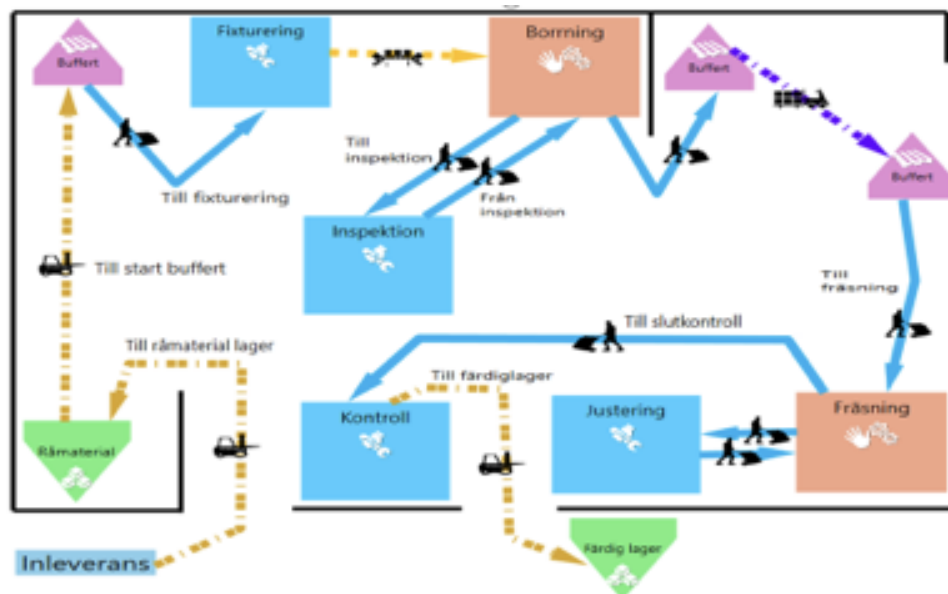 Fixturering
Borrning
Buffert
Buffert
Till
inspektion
Från
inspektion
Buffert
Till fixturering
Inspektion
Till start buffert
Till
fräsning
Till råmaterial lager
Till slutkontroll
Till färdiglager
Kontroll
Justering
Fräsning
Råmaterial
Inleverans
Färdig lager